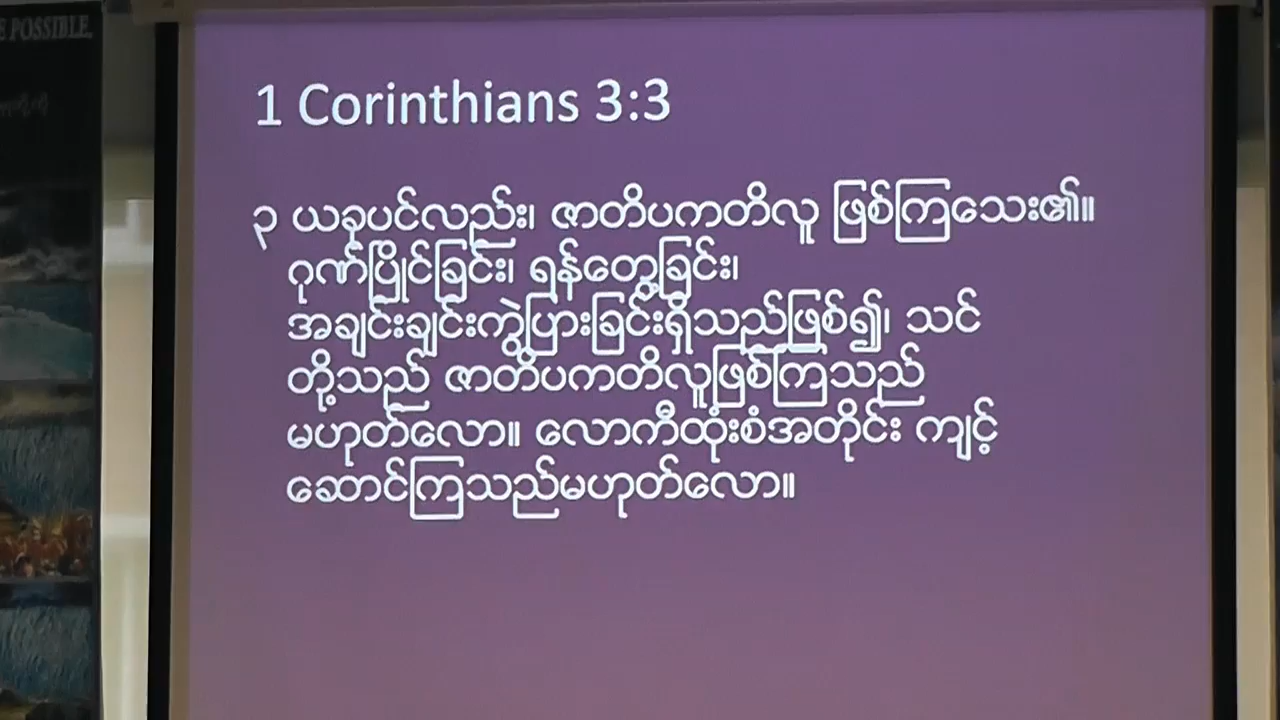 E POSSIBLE,
1 Corinthians 3:3
၃ ယခုပင်လည်း၊ ဇာတိပကတိလူ ဖြစ်ကြသေး၏။
ဂုဏ်ပြိုင်ခြင်း၊ ရန်တွေ့ခြင်း၊
အချင်းချင်းကွဲပြားခြင်းရှိသည်ဖြစ်၍၊ သင်
တို့သည် ဇာတိပကတိလူဖြစ်ကြသည်
မဟုတ်လော။ လောကီထုံးစံအတိုင်း ကျင့်
ဆောင်ကြသည်မဟုတ်လော။